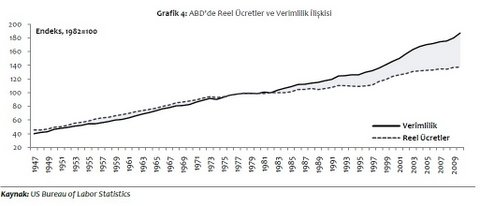 Grafik 4: ABD'de Reel Ücretler ve Verimlilik İlişkisi
Endeks, 1982=100
200
180
160
140
120
100
80
60
40
20
Verimlilik
Reel Ücretler
1947 1949 1951 1953 1955 1957 1959 1961 1963 1965 1967 1969 1971 1973 1975 1977 1979 1981 1983 1985 1987 1989 1991 1993 1995 1997 1999 2001 2003 2005 2007 2009
Kaynak: US Bureau of Labor Statistics